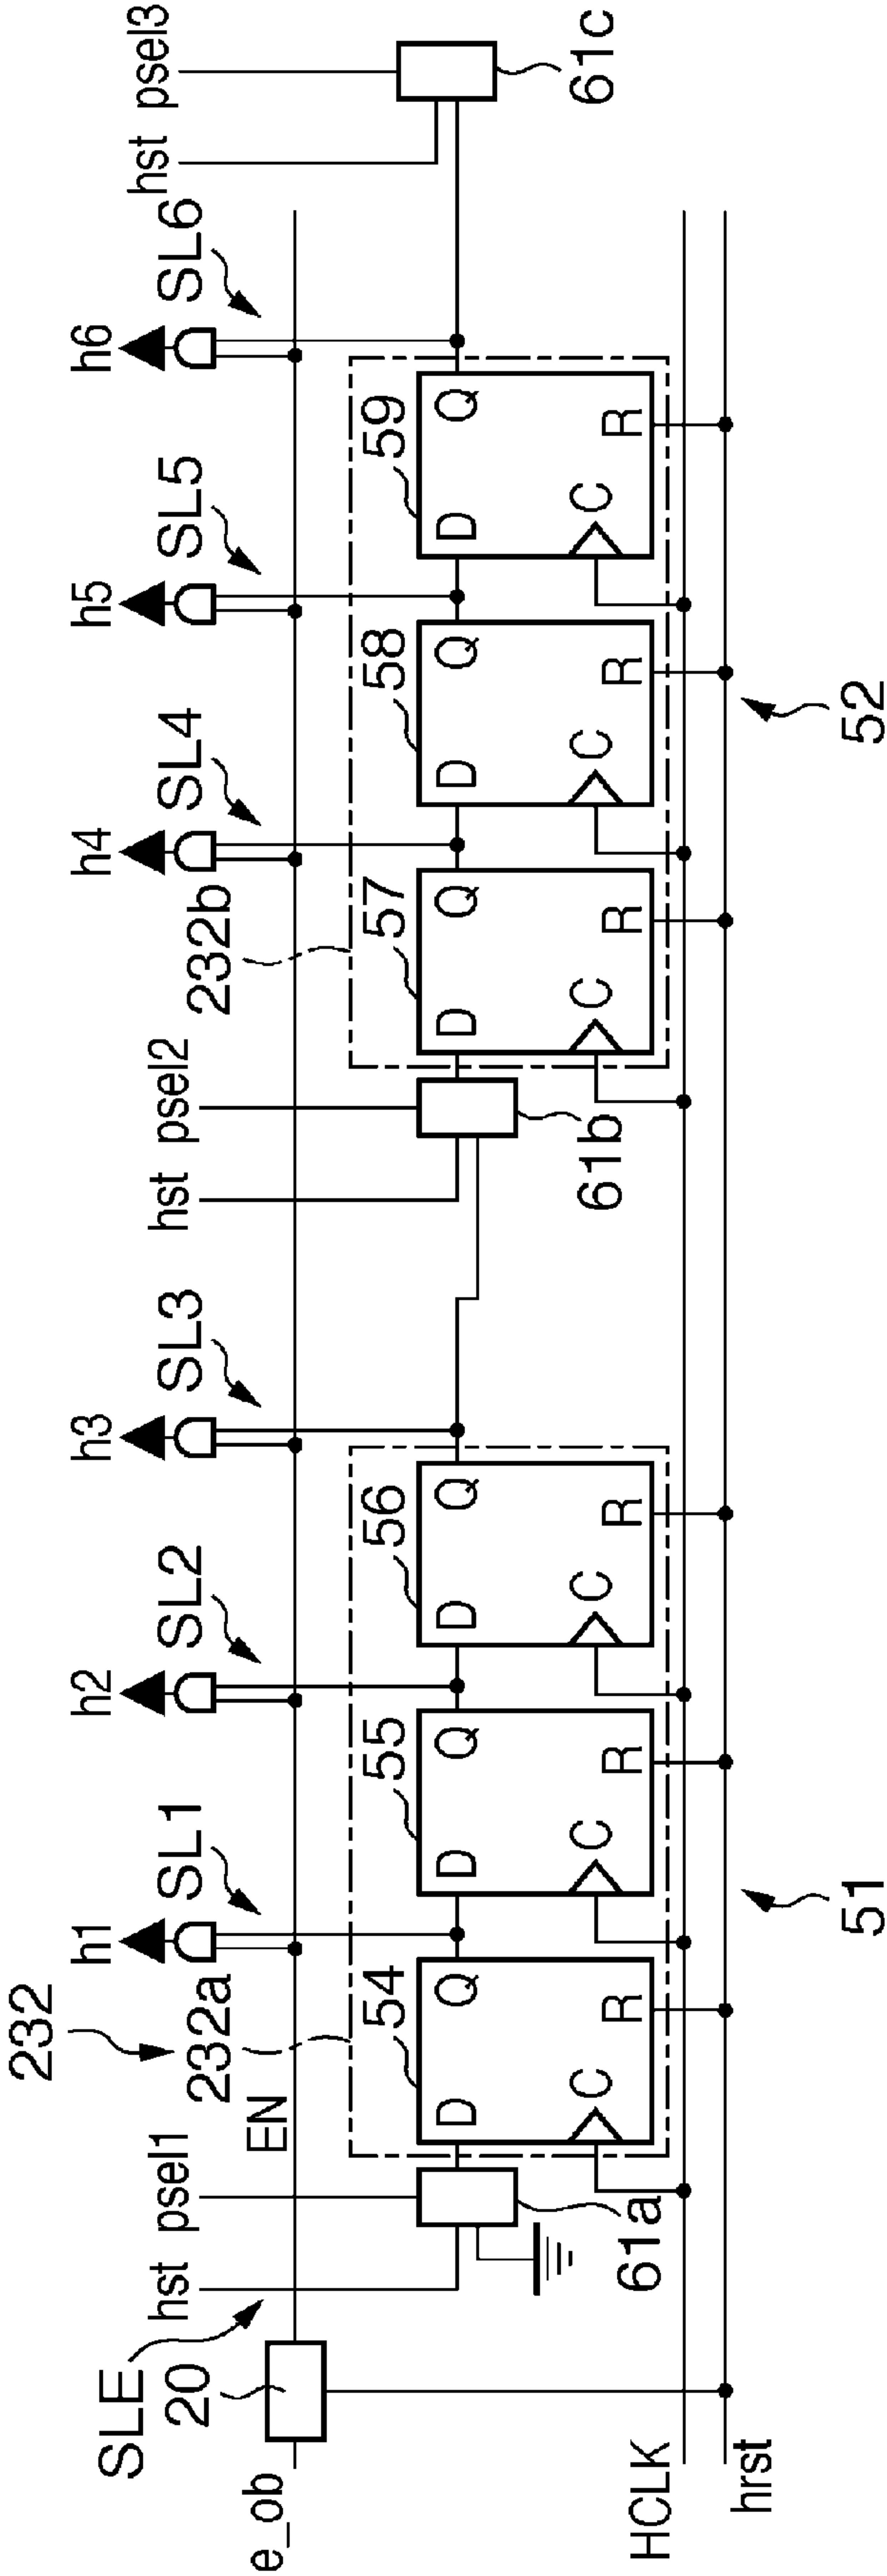 232
SLE
20
e_ob
hst
psel1
EN
232a
h1
SL1
h2
SL2
h3
SL3
hst
psel2
232b
h4
SL4
h5
SL5
h6
SL6
hst
psel3
61c
61a
54
D
Q
C
R
55
D
Q
C
R
56
D
Q
C
R
61b
57
D
Q
C
R
58
D
Q
C
R
59
D
Q
C
R
HCLK
hrst
51
52